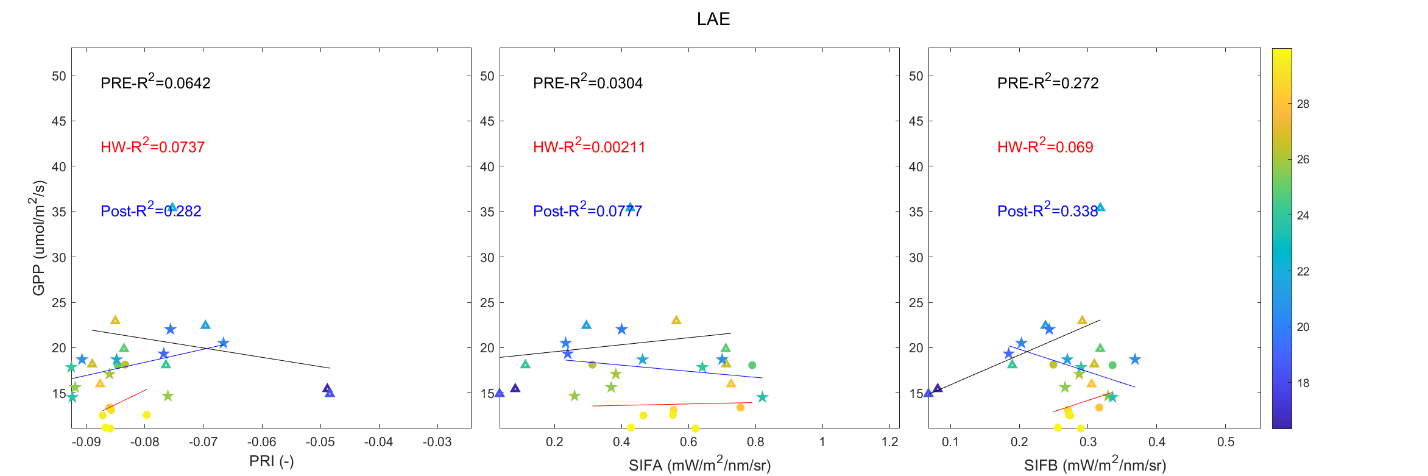 LAE
PRE-R²=0.0642
HW-R²=0.0737
Post-R²=0.282
50
45
40
35
30
25
20
15
GPP (umol/m²/s)
-0.09 -0.08 -0.07 -0.06 -0.05 -0.04 -0.03
PRI (-)
PRE-R²=0.0304
HW-R²=0.00211
Post-R²=0.0777
50
45
40
35
30
25
20
15
0.2 0.4 0.6 0.8 1 1.2
SIFA (mW/m²/nm/sr)
PRE-R²=0.272
HW-R²=0.069
Post-R²=0.338
50
45
40
35
30
25
20
15
0.1 0.2 0.3 0.4 0.5
SIFB (mW/m²/nm/sr)
28
26
24
22
20
18